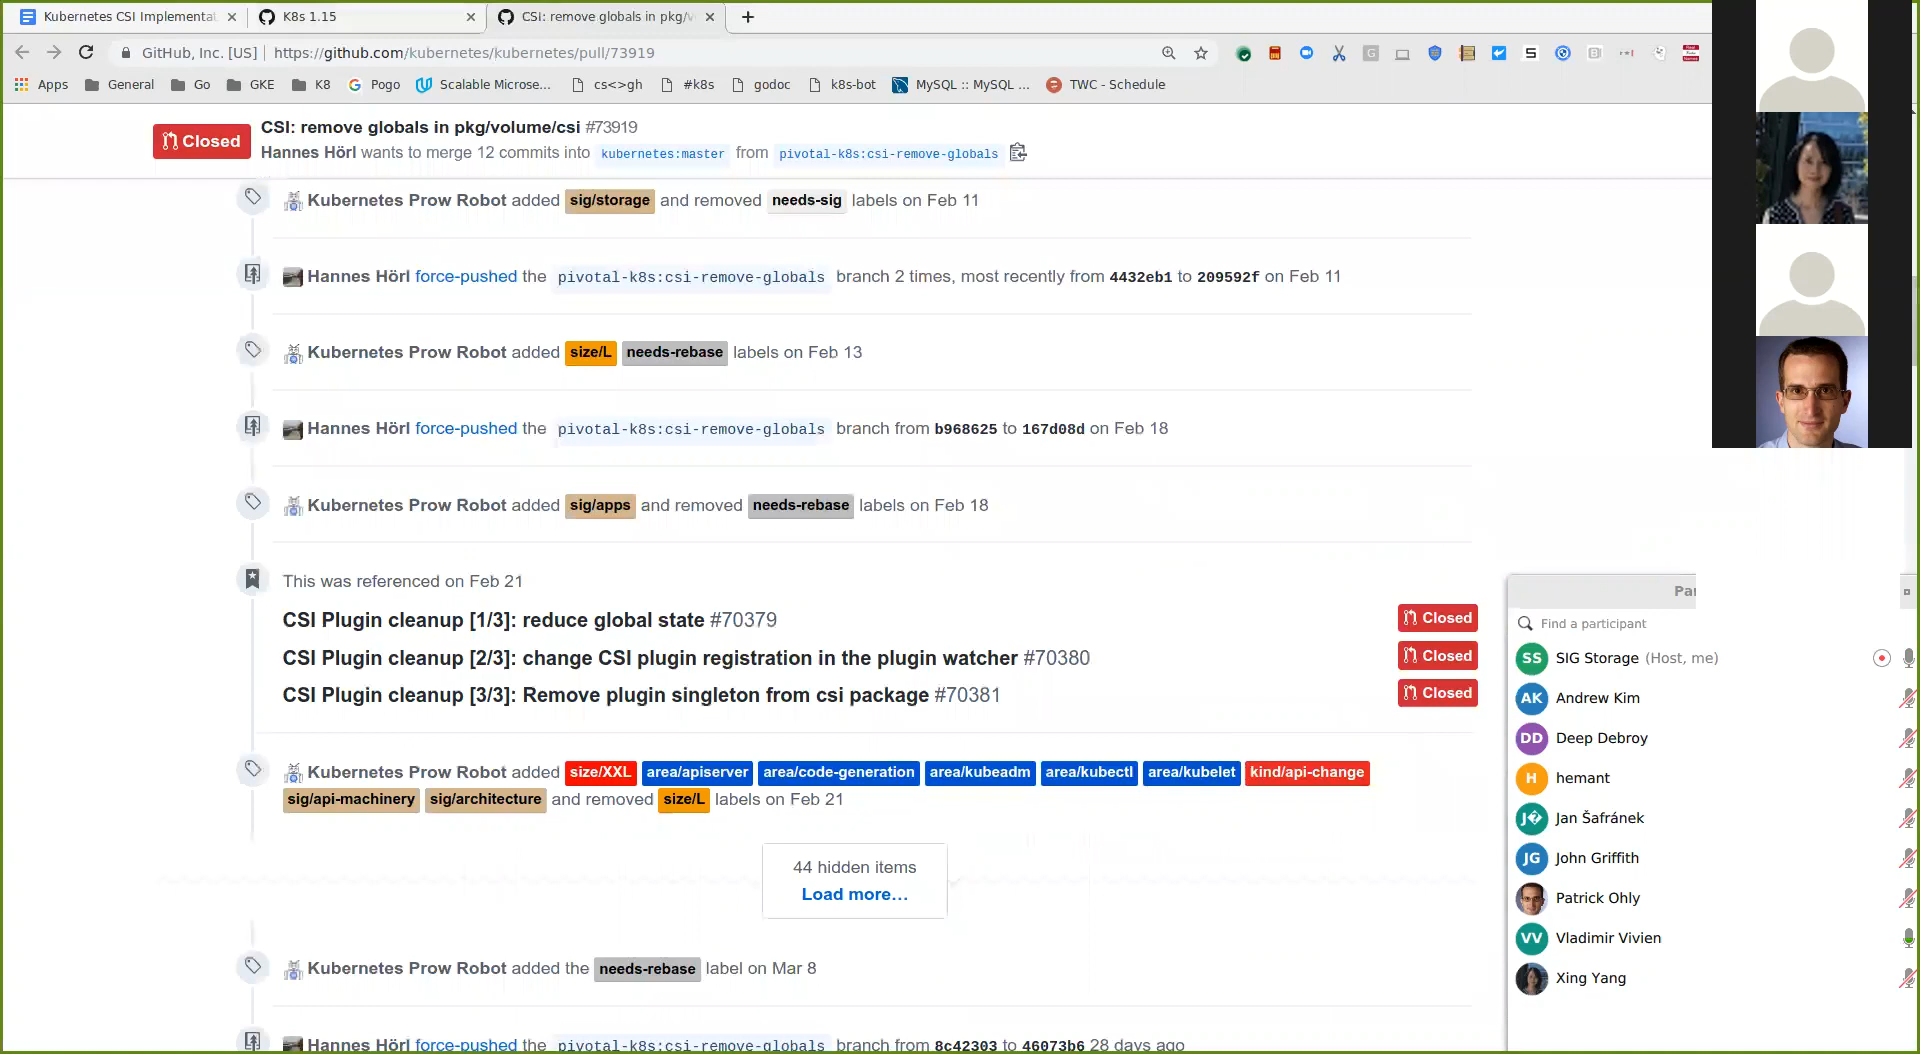 Kubernetes CSI Implementa
K8s 1.15
CSI: remove globals in pkg/v
GitHub, Inc. [US] | https://github.com/kubernetes/kubernetes/pull/73919
Apps General Go GKE K8 Pogo Scalable Microse... cs<>gh #k8s godoc k8s-bot MySQL :: MySQL ... TWC - Schedule
Closed
CSI: remove globals in pkg/volume/csi #73919
Hannes Hörl wants to merge 12 commits into kubernetes:master from pivotal-k8s:csi-remove-globals
Kubernetes Prow Robot added sig/storage and removed needs-sig labels on Feb 11
Hannes Hörl force-pushed the pivotal-k8s:csi-remove-globals branch 2 times, most recently from 4432eb1 to 209592f on Feb 11
Kubernetes Prow Robot added size/L needs-rebase labels on Feb 13
Hannes Hörl force-pushed the pivotal-k8s:csi-remove-globals branch from b968625 to 167d08d on Feb 18
Kubernetes Prow Robot added sig/apps and removed needs-rebase labels on Feb 18
This was referenced on Feb 21
CSI Plugin cleanup [1/3]: reduce global state #70379 Closed
CSI Plugin cleanup [2/3]: change CSI plugin registration in the plugin watcher #70380 Closed
CSI Plugin cleanup [3/3]: Remove plugin singleton from csi package #70381 Closed
Kubernetes Prow Robot added size/XXL area/apiserver area/code-generation area/kubeadm area/kubectl area/kubelet kind/api-change
sig/api-machinery sig/architecture and removed size/L labels on Feb 21
44 hidden items
Load more…
Kubernetes Prow Robot added the needs-rebase label on Mar 8
Hannes Hörl force-pushed the pivotal-k8s:csi-remove-globals branch from 8c42303 to 46073b6 28 days ago
Par
Find a participant
SS SIG Storage (Host, me)
AK Andrew Kim
DD Deep Debroy
H hemant
J� Jan Šafránek
JG John Griffith
Patrick Ohly
VV Vladimir Vivien
Xing Yang